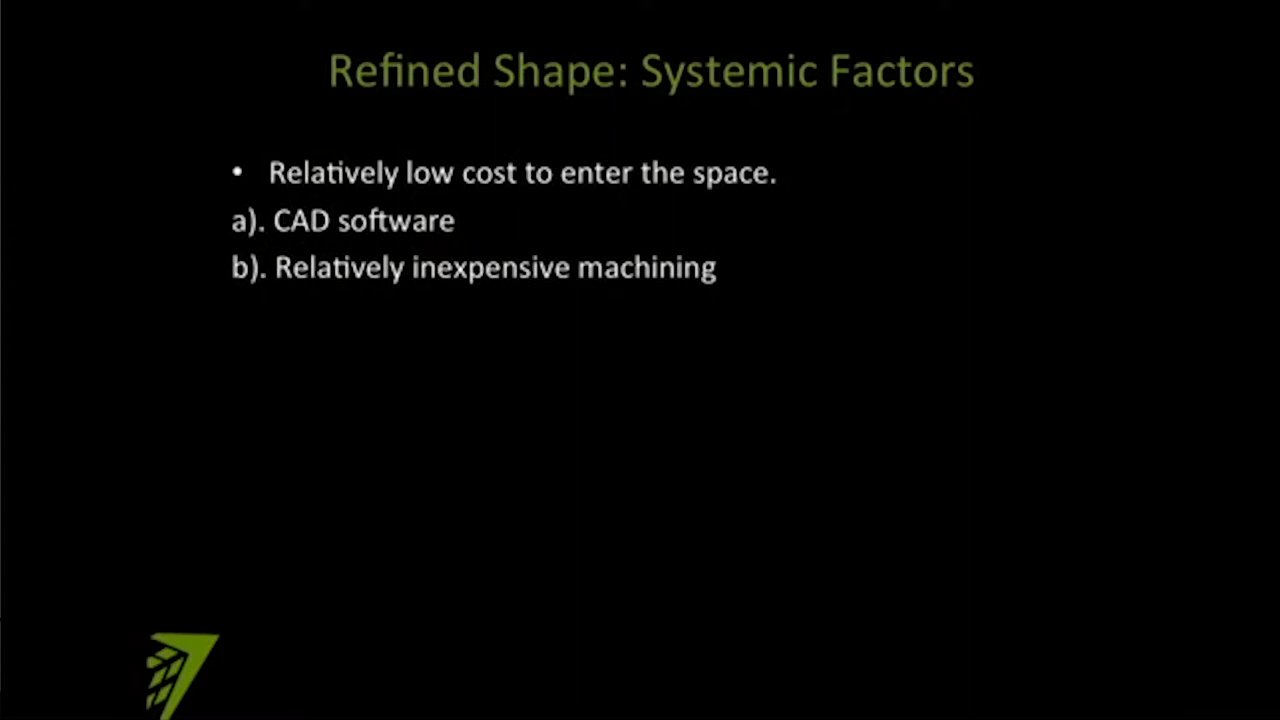 Refined Shape: Systemic Factors
• Relatively low cost to enter the space.
a). CAD software
b). Relatively inexpensive machining